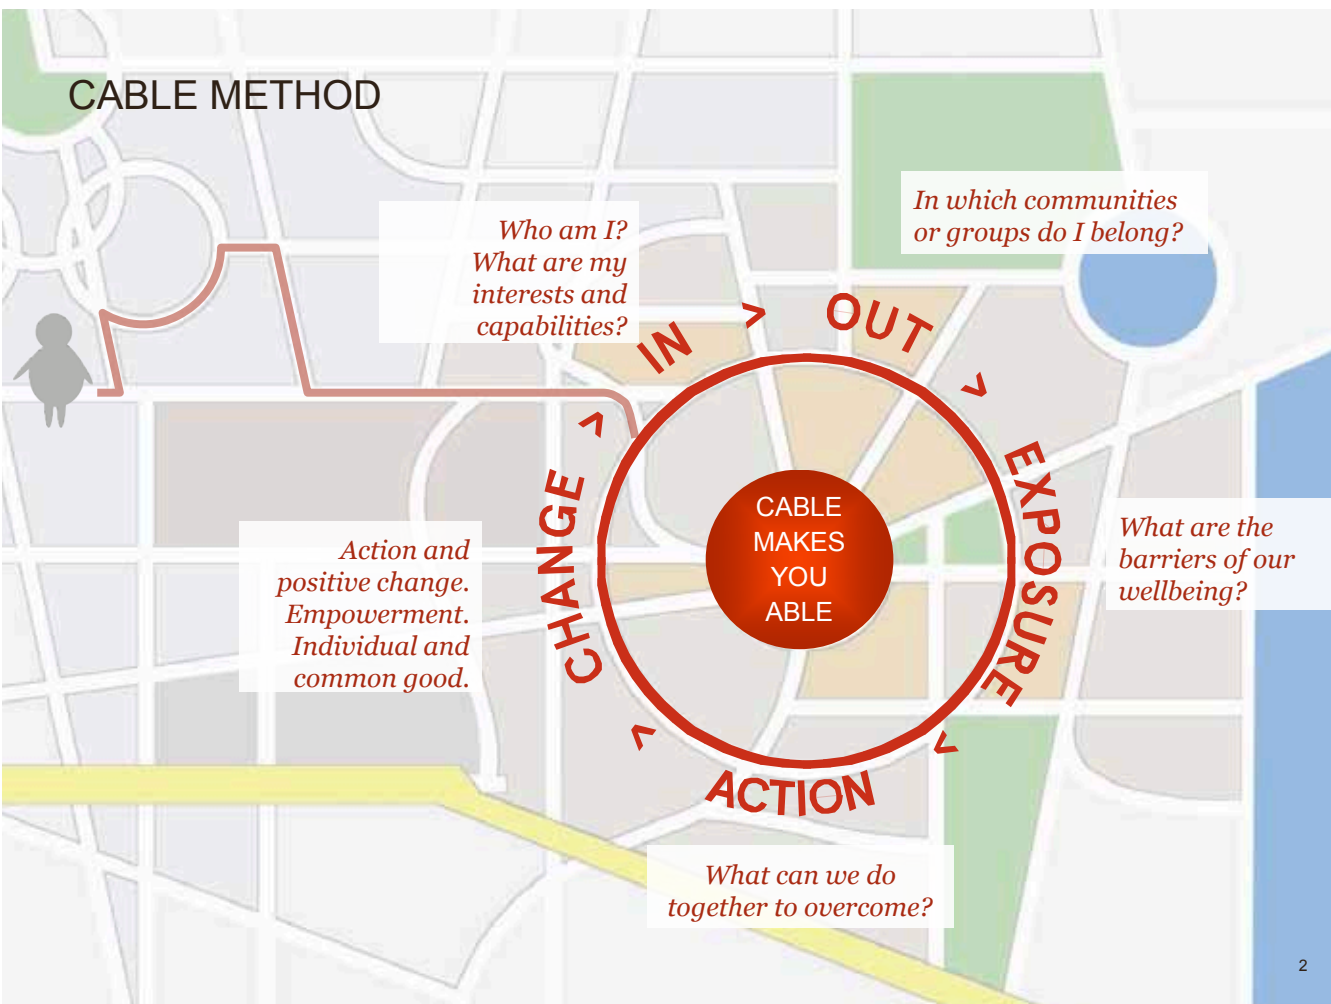 CABLE METHOD
Who am I?
What are my
interests and
capabilities?
In which communities
or groups do I belong?
IN > OUT > EXPOSURE > ACTION > CHANGE >
CABLE
MAKES
YOU
ABLE
What are the
barriers of our
wellbeing?
Action and
positive change.
Empowerment.
Individual and
common good.
What can we do
together to overcome?
2